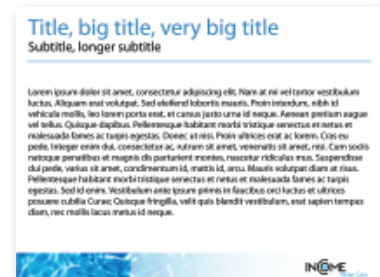 Title, big title, very big title
Subtitle, longer subtitle
Lorem ipsum dolor sit amet, consectetur adipiscing elit. Nam at mi vel tortor vestibulum
luctus. Aliquam erat volutpat. Sed eleifend lobortis mauris. Proin interdum, nibh id
vehicula mollis, leo lorem porta erat, et cursus justo urna id neque. Aenean pretium augue
vel tellus. Quisque dapibus. Pellentesque habitant morbi tristique senectus et netus et
malesuada fames ac turpis egestas. Donec ut nisi. Proin ultrices erat ac lorem. Cras eu
pede. Integer enim dui, consectetur ac, rutrum sit amet, venenatis sit amet, nisi. Cum sociis
natoque penatibus et magnis dis parturient montes, nascetur ridiculus mus. Suspendisse
dui pede, varius sit amet, condimentum id, mattis id, arcu. Mauris volutpat diam at risus.
Pellentesque habitant morbi tristique senectus et netus et malesuada fames ac turpis
egestas. Sed id enim. Vestibulum ante ipsum primis in faucibus orci luctus et ultrices
posuere cubilia Curae; Quisque fringilla, velit quis blandit vestibulum, erat sapien tempus
diam, nec mollis lacus metus id neque.
INCOME
Water Care